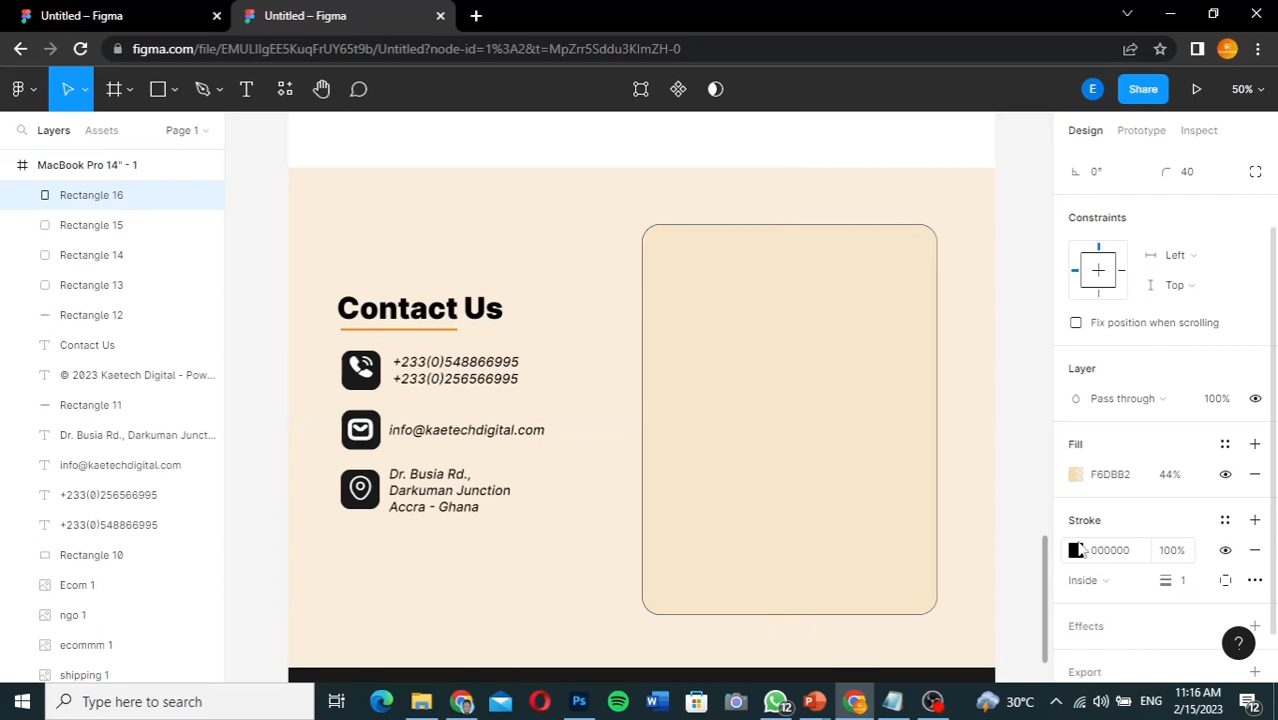 Untitled – Figma
Untitled – Figma
figma.com/file/EMULIlgEE5KuqFrUY65t9b/Untitled?node-id=1%3A2&t=MpZrr5Sddu3KlmZH-0
E
Share
50%
Layers
Assets
Page 1
MacBook Pro 14" - 1
Rectangle 16
Rectangle 15
Rectangle 14
Rectangle 13
Rectangle 12
Contact Us
© 2023 Kaetech Digital - Pow...
Rectangle 11
Dr. Busia Rd., Darkuman Junct...
info@kaetechdigital.com
+233(0)256566995
+233(0)548866995
Rectangle 10
Ecom 1
ngo 1
ecommm 1
shipping 1
Contact Us
+233(0)548866995
+233(0)256566995
info@kaetechdigital.com
Dr. Busia Rd.,
Darkuman Junction
Accra - Ghana
Design
Prototype
Inspect
0°
40
Constraints
Left
Top
Fix position when scrolling
Layer
Pass through
100%
Fill
F6DBB2
44%
Stroke
000000
100%
Inside
1
Effects
Export
?
Type here to search
12
30°C
ENG
11:16 AM
2/15/2023
12